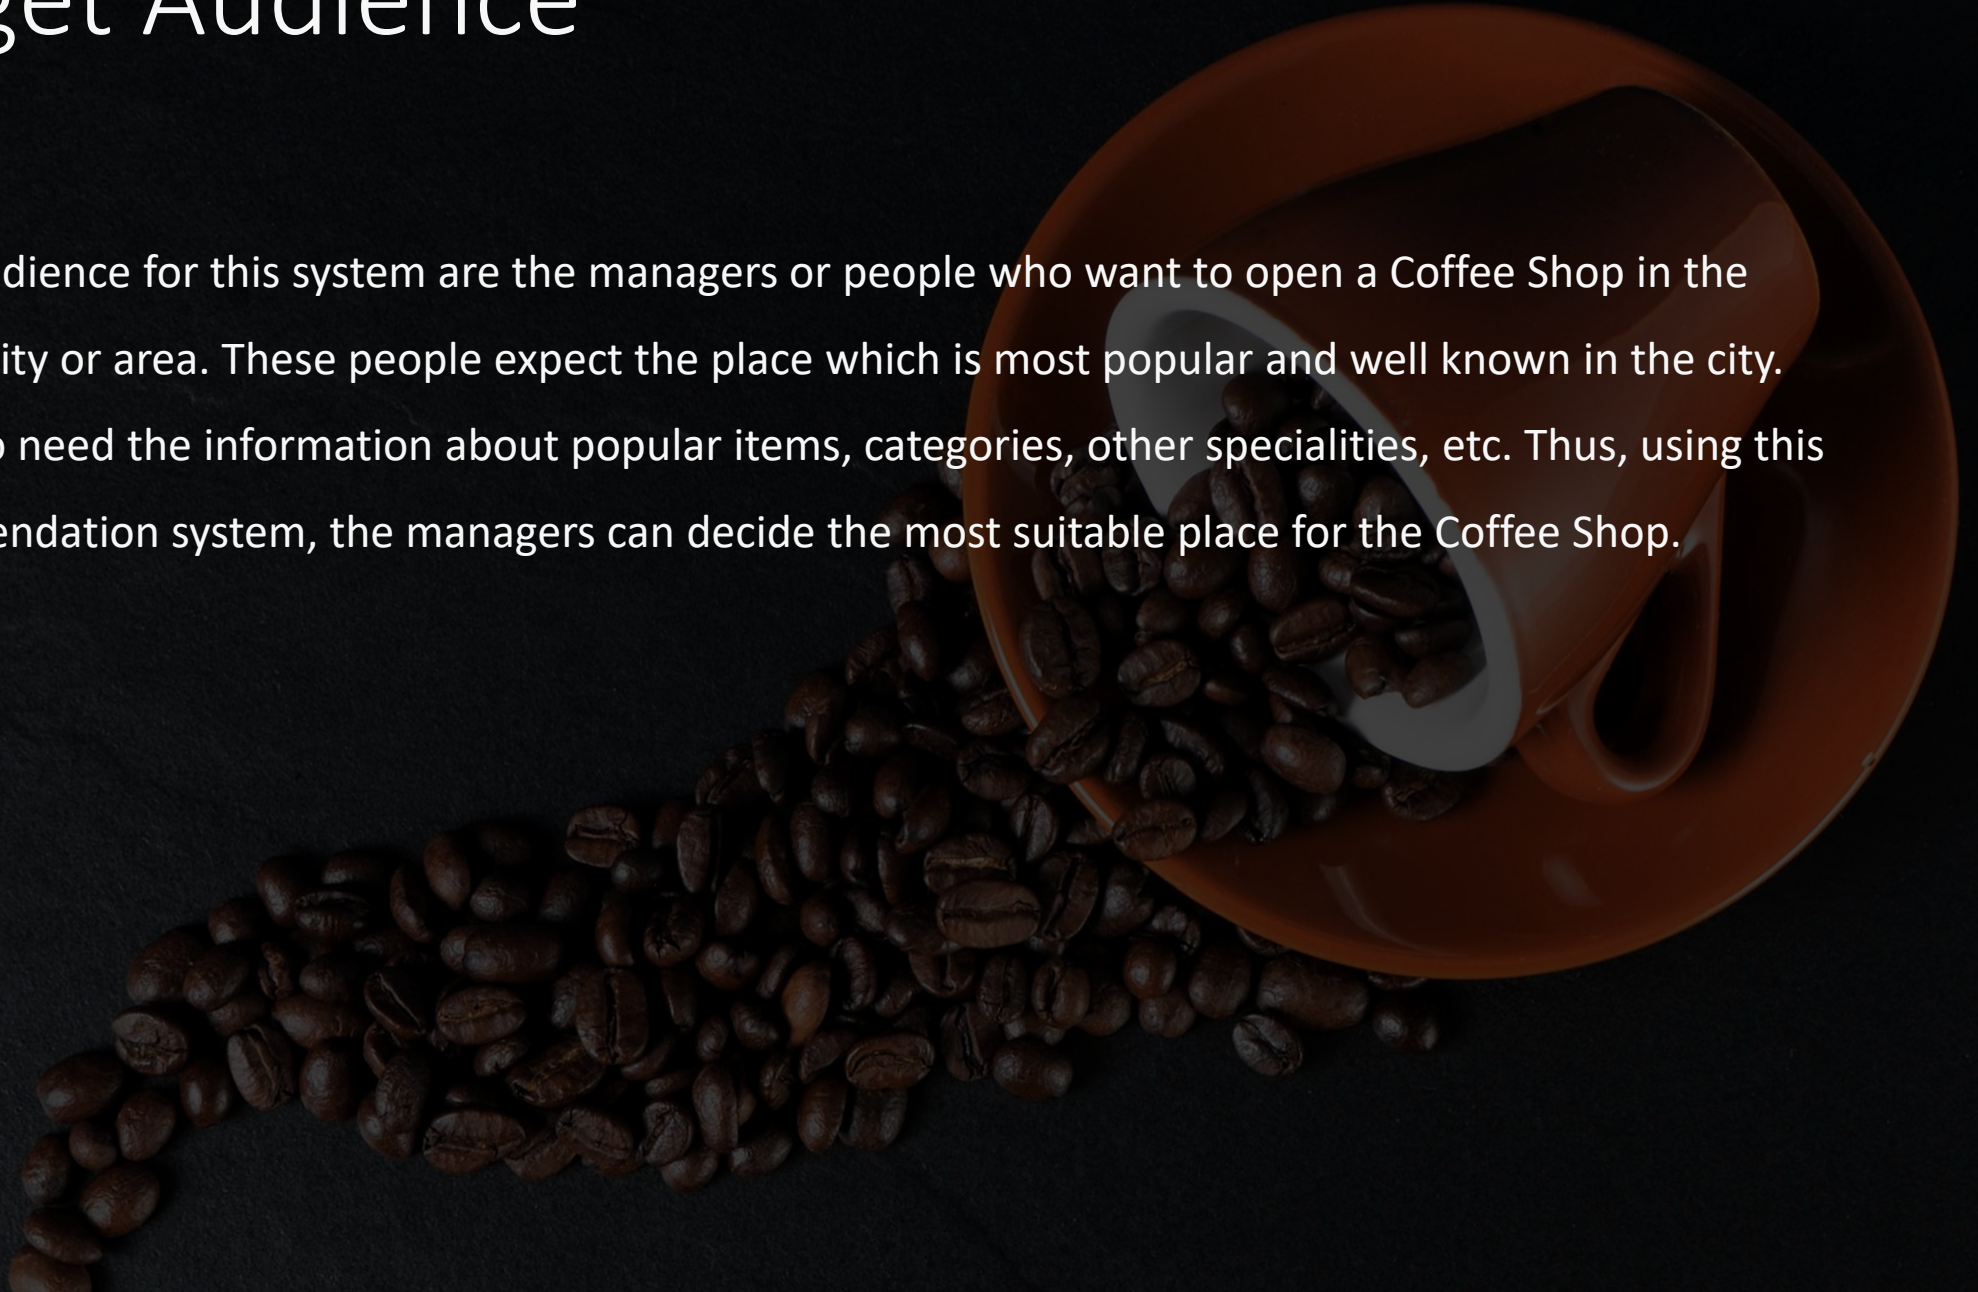 get Audience
dience for this system are the managers or people who want to open a Coffee Shop in the
ity or area. These people expect the place which is most popular and well known in the city.
o need the information about popular items, categories, other specialities, etc. Thus, using this
endation system, the managers can decide the most suitable place for the Coffee Shop.